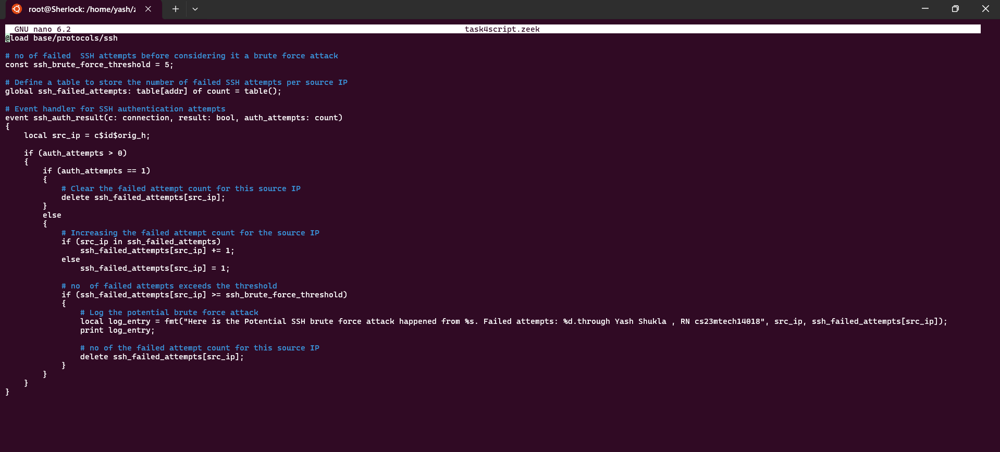 root@Sherlock: /home/yash/z
GNU nano 6.2 task4script.zeek
@load base/protocols/ssh

# no of failed  SSH attempts before considering it a brute force attack
const ssh_brute_force_threshold = 5;

# Define a table to store the number of failed SSH attempts per source IP
global ssh_failed_attempts: table[addr] of count = table();

# Event handler for SSH authentication attempts
event ssh_auth_result(c: connection, result: bool, auth_attempts: count)
{
    local src_ip = c$id$orig_h;

    if (auth_attempts > 0)
    {
        if (auth_attempts == 1)
        {
            # Clear the failed attempt count for this source IP
            delete ssh_failed_attempts[src_ip];
        }
        else
        {
            # Increasing the failed attempt count for the source IP
            if (src_ip in ssh_failed_attempts)
                ssh_failed_attempts[src_ip] += 1;
            else
                ssh_failed_attempts[src_ip] = 1;

            # no  of failed attempts exceeds the threshold
            if (ssh_failed_attempts[src_ip] >= ssh_brute_force_threshold)
            {
                # Log the potential brute force attack
                local log_entry = fmt("Here is the Potential SSH brute force attack happened from %s. Failed attempts: %d.through Yash Shukla , RN cs23mtech14018", src_ip, ssh_failed_attempts[src_ip]);
                print log_entry;

                # no of the failed attempt count for this source IP
                delete ssh_failed_attempts[src_ip];
            }
        }
    }
}